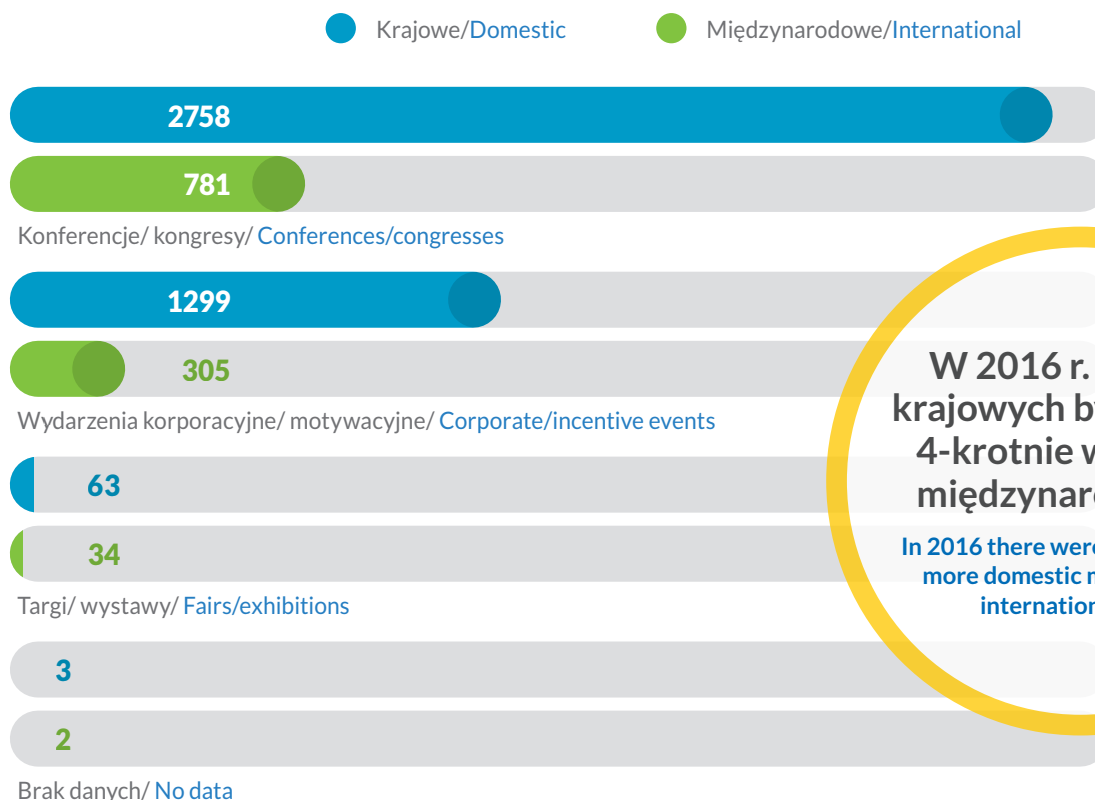 Krajowe/Domestic Międzynarodowe/International
2758
781
Konferencje/ kongresy/ Conferences/congresses
1299
305
Wydarzenia korporacyjne/ motywacyjne/ Corporate/incentive events
63
34
Targi/ wystawy/ Fairs/exhibitions
3
2
Brak danych/ No data
W 2016 r.
krajowych
4-krotnie
In 2016 there
more domestic